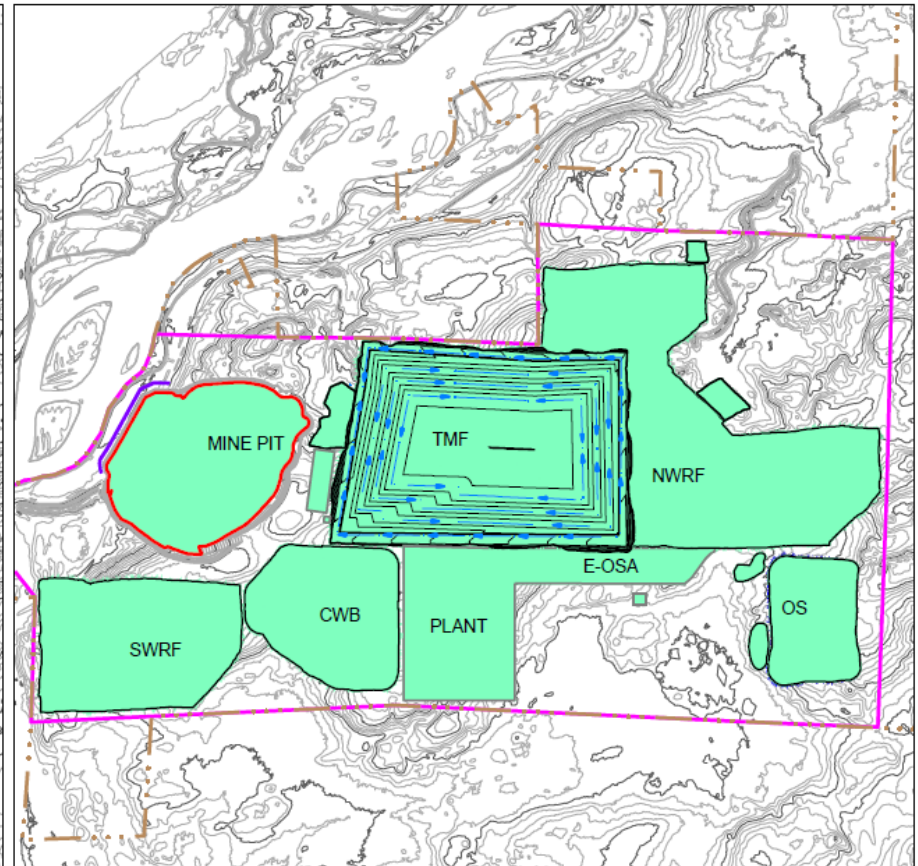 MINE PIT
TMF
NWRF
E-OSA
OS
CWB
PLANT
SWRF